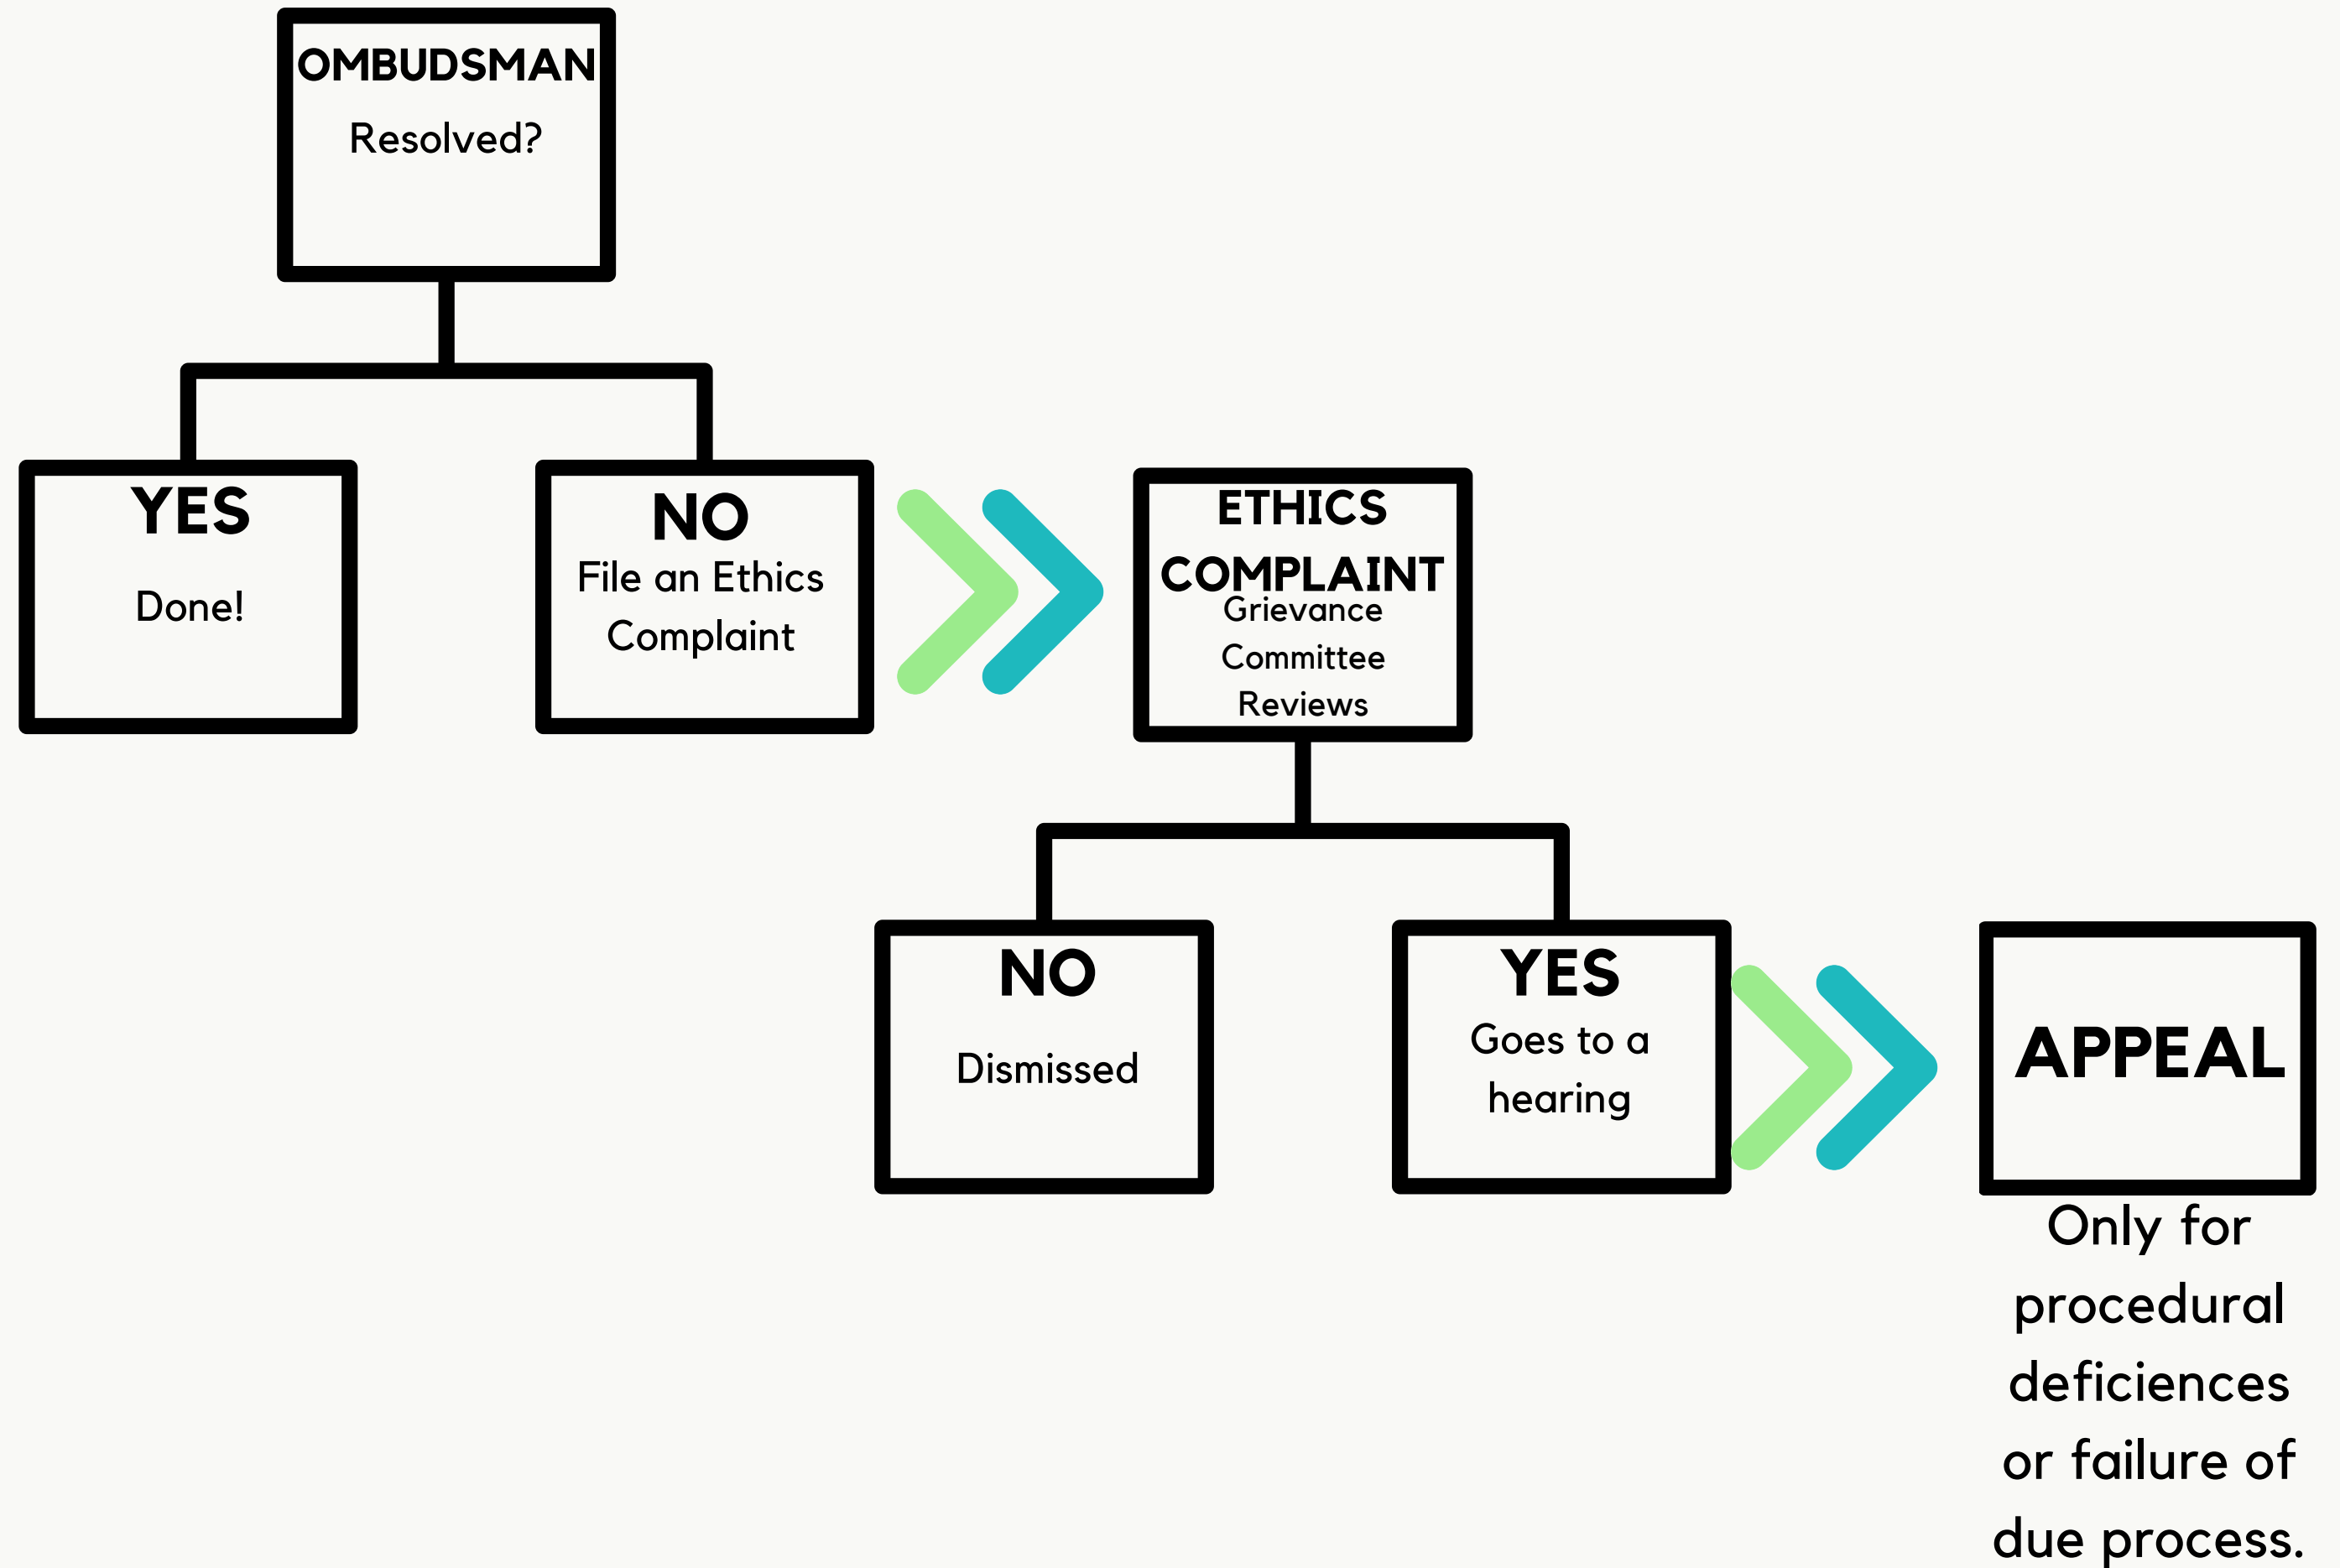 OMBUDSMAN
Resolved?
YES
Done!
NO
File an Ethics
Complaint
ETHICS
COMPLAINT
Grievance
Committee
Reviews
NO
Dismissed
YES
Goes to a
hearing
APPEAL
Only for
procedural
deficiences
or failure of
due process.